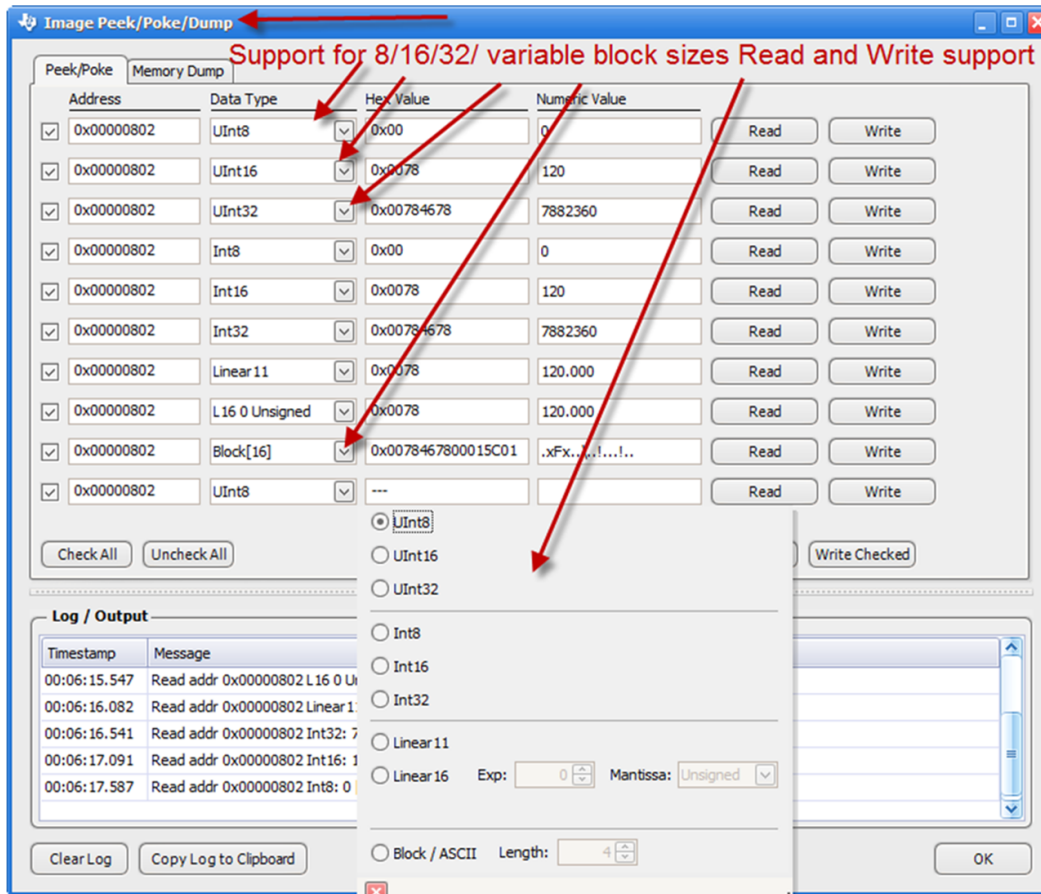 Image Peek/Poke/Dump
Support for 8/16/32/ variable block sizes Read and Write support
Peek/Poke Memory Dump
Address Data Type Hex Value Numeric Value
0x00000802 UInt8 0x00 0 Read Write
0x00000802 UInt16 0x0078 120 Read Write
0x00000802 UInt32 0x00784678 7882360 Read Write
0x00000802 Int8 0x00 0 Read Write
0x00000802 Int16 0x0078 120 Read Write
0x00000802 Int32 0x00784678 7882360 Read Write
0x00000802 Linear11 0x0078 120.000 Read Write
0x00000802 L16 0 Unsigned 0x0078 120.000 Read Write
0x00000802 Block[16] 0x0078467800015C01 .xFx..\..!...!.. Read Write
0x00000802 UInt8 --- Read Write
Check All Uncheck All Write Checked
UInt8
UInt16
UInt32
Int8
Int16
Int32
Linear11
Linear16 Exp: 0 Mantissa: Unsigned
Block / ASCII Length: 4
Log / Output
Timestamp Message
00:06:15.547 Read addr 0x00000802 L16 0 U
00:06:16.082 Read addr 0x00000802 Linear1
00:06:16.541 Read addr 0x00000802 Int32: 7
00:06:17.091 Read addr 0x00000802 Int16: 1
00:06:17.587 Read addr 0x00000802 Int8: 0
Clear Log Copy Log to Clipboard OK